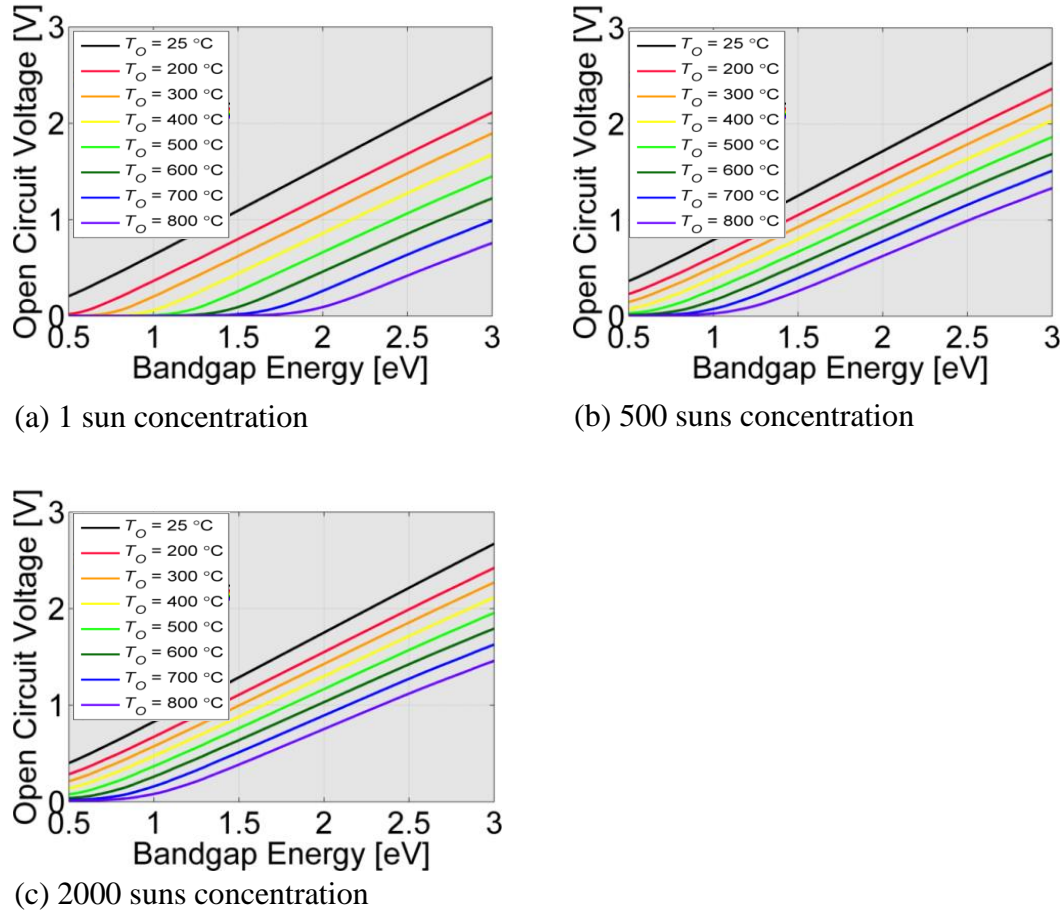 Open Circuit Voltage [V]
3
2
1
0
T_O = 25 °C
T_O = 200 °C
T_O = 300 °C
T_O = 400 °C
T_O = 500 °C
T_O = 600 °C
T_O = 700 °C
T_O = 800 °C
0.5 1 1.5 2 2.5 3
Bandgap Energy [eV]
(a) 1 sun concentration
Open Circuit Voltage [V]
3
2
1
0
T_O = 25 °C
T_O = 200 °C
T_O = 300 °C
T_O = 400 °C
T_O = 500 °C
T_O = 600 °C
T_O = 700 °C
T_O = 800 °C
0.5 1 1.5 2 2.5 3
Bandgap Energy [eV]
(b) 500 suns concentration
Open Circuit Voltage [V]
3
2
1
0
T_O = 25 °C
T_O = 200 °C
T_O = 300 °C
T_O = 400 °C
T_O = 500 °C
T_O = 600 °C
T_O = 700 °C
T_O = 800 °C
0.5 1 1.5 2 2.5 3
Bandgap Energy [eV]
(c) 2000 suns concentration